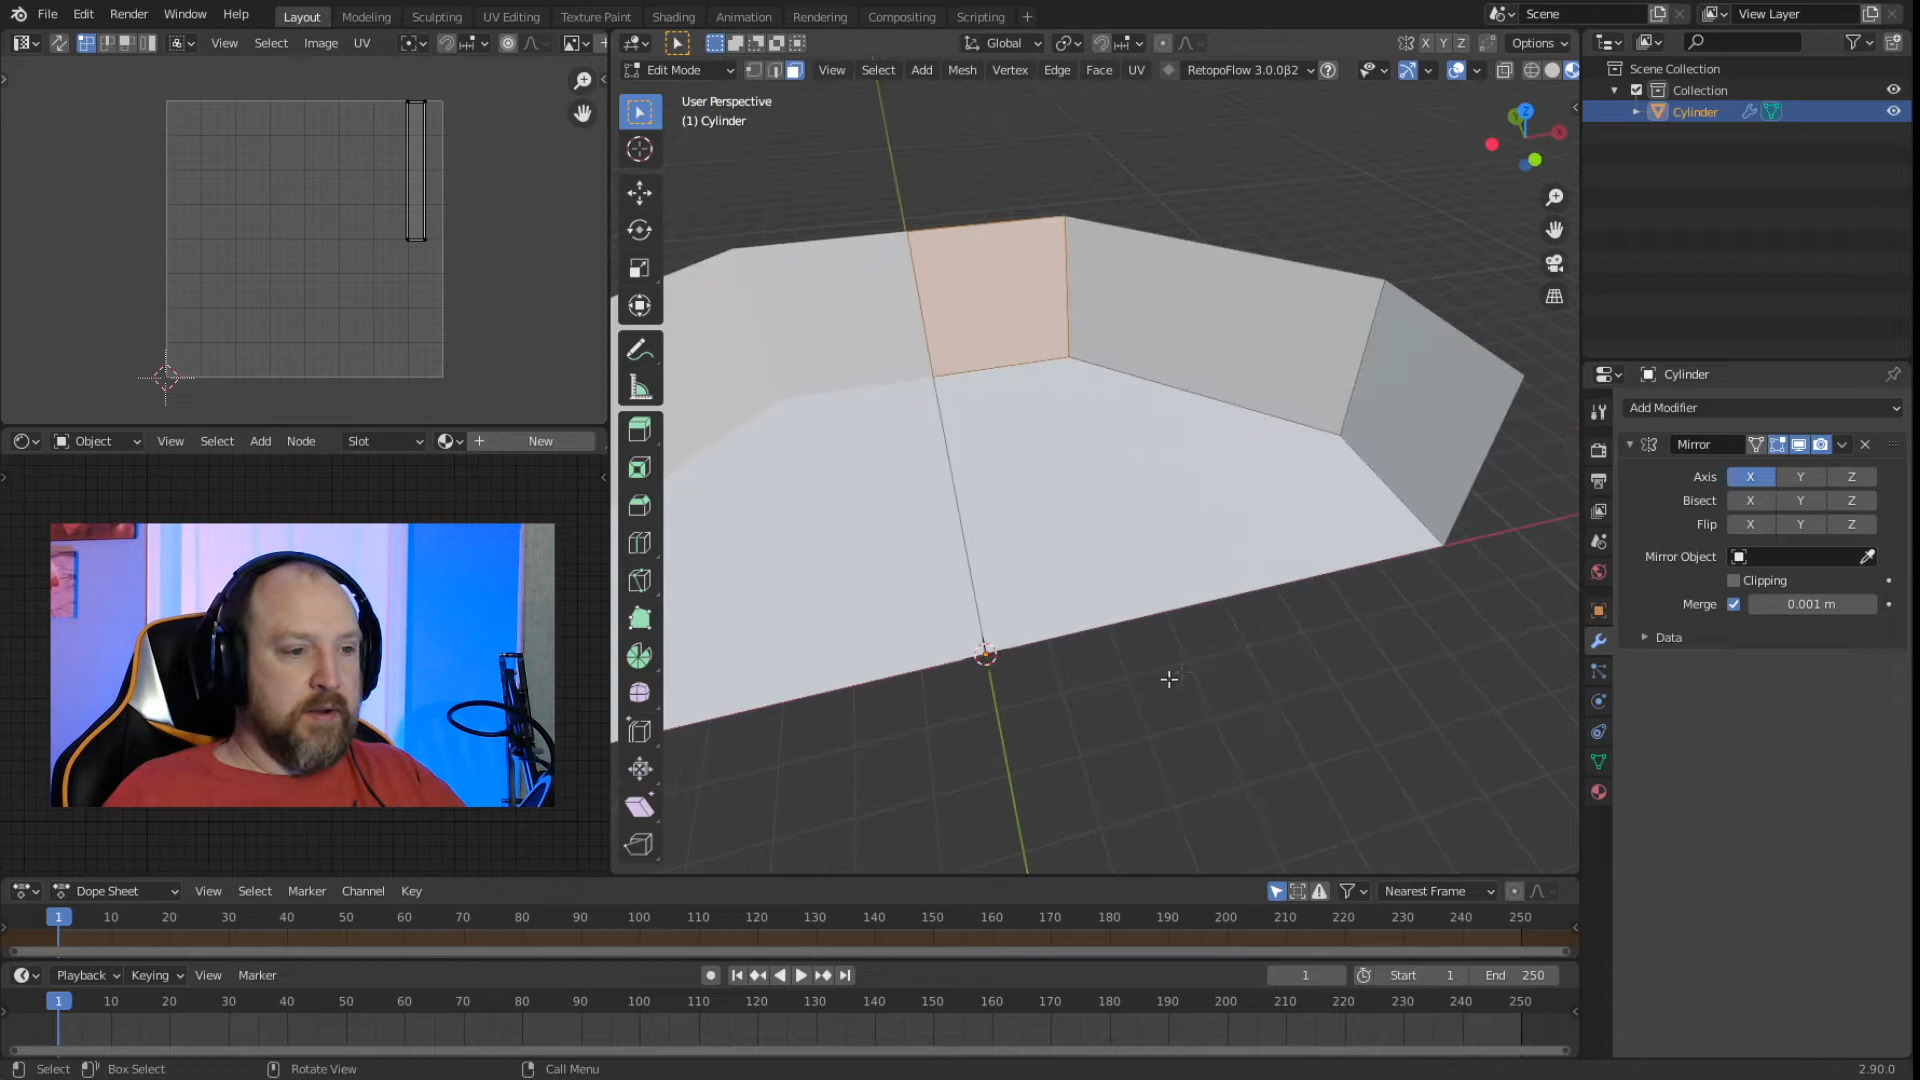 File Edit Render Window Help Layout Modeling Sculpting UV Editing Texture Paint Shading Animation Rendering Compositing Scripting + Scene View Layer
View Select Image UV Global X Y Z Options
Edit Mode View Select Add Mesh Vertex Edge Face UV RetopoFlow 3.0.0β2
User Perspective
(1) Cylinder
Z
Y
X
Scene Collection
Collection
Cylinder
Cylinder
Add Modifier
Mirror
Axis X Y Z
Bisect X Y Z
Flip X Y Z
Mirror Object
Clipping
Merge 0.001 m
Data
Object View Select Add Node Slot New
Dope Sheet View Select Marker Channel Key Nearest Frame
1 10 20 30 40 50 60 70 80 90 100 110 120 130 140 150 160 170 180 190 200 210 220 230 240 250
Playback Keying View Marker 1 Start 1 End 250
1 10 20 30 40 50 60 70 80 90 100 110 120 130 140 150 160 170 180 190 200 210 220 230 240 250
Select Box Select Rotate View Call Menu 2.90.0